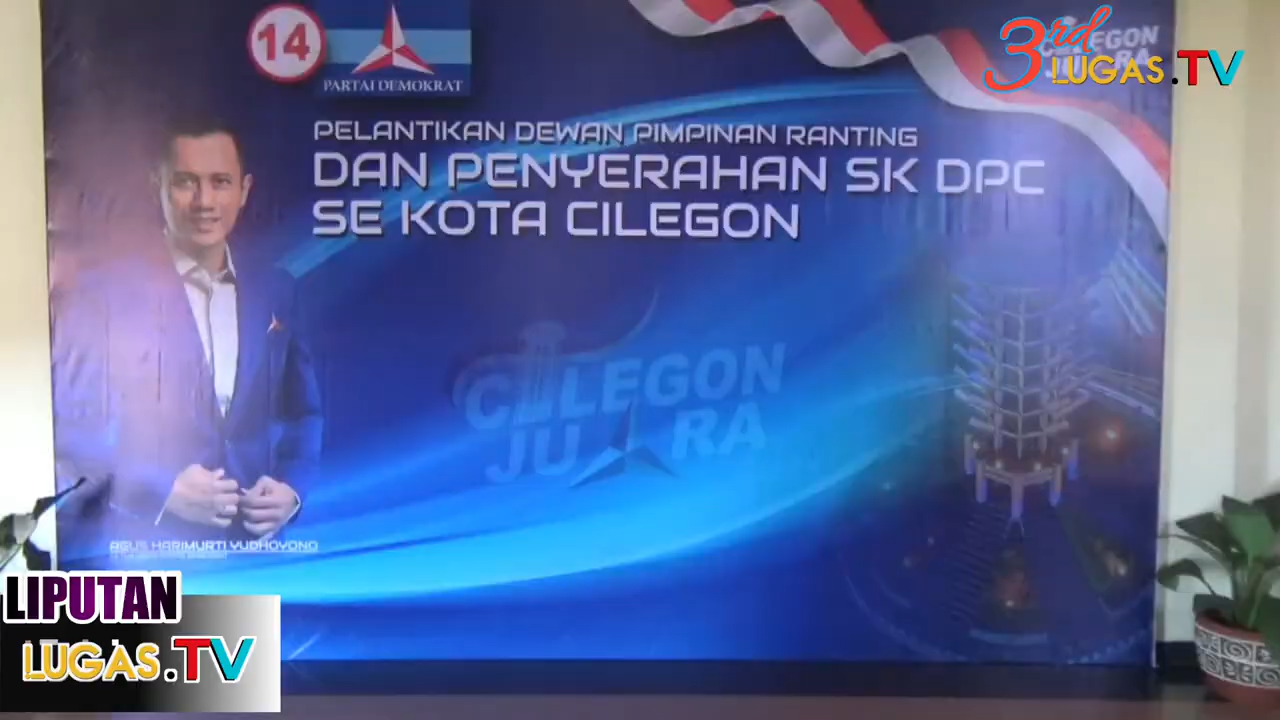 14
PARTAI DEMOKRAT
3rd
LUGAS.TV
PELANTIKAN DEWAN PIMPINAN RANTING
DAN PENYERAHAN SK DPC
SE KOTA CILEGON
CILEGON
JUARA
AGUS HARIMURTI YUDHOYONO
LIPUTAN
LUGAS.TV